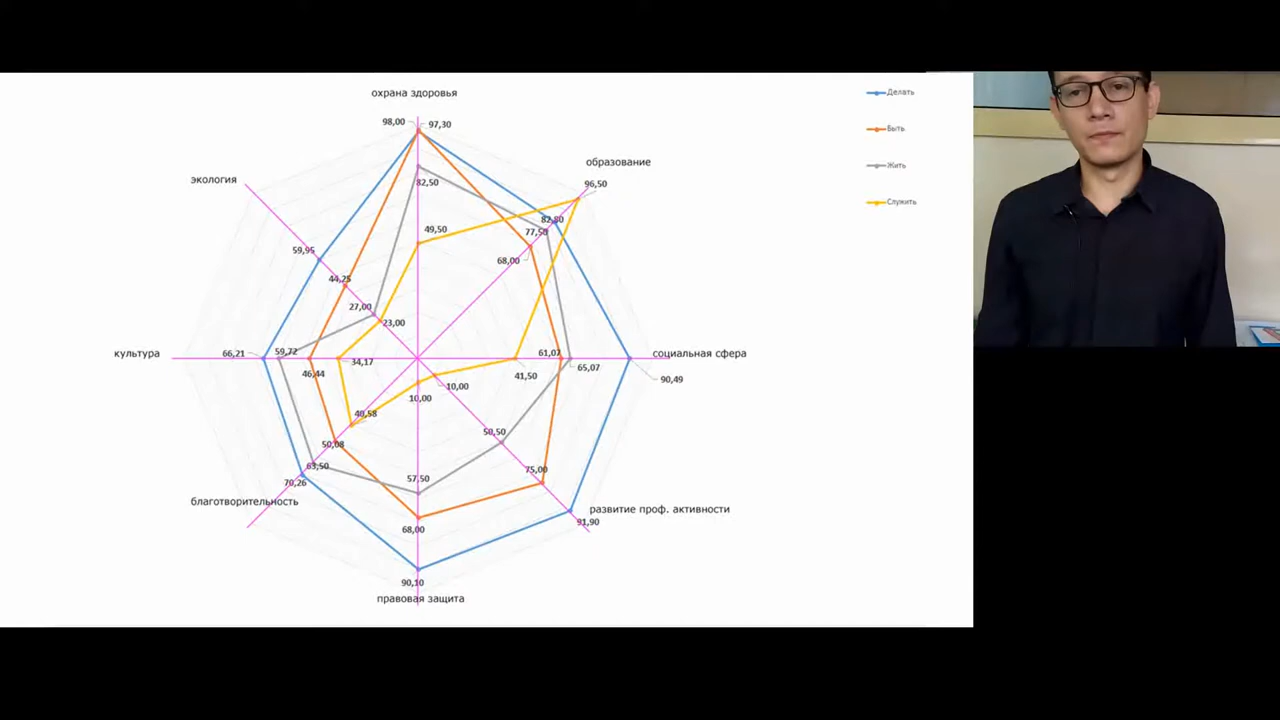 охрана здоровья
Делать
98,00
97,30
Быть
образование
Жить
экология
82,50
96,50
Служить
49,50
82,80
77,50
59,95
68,00
44,25
27,00
23,00
культура
66,21
59,72
34,17
46,44
61,07
65,07
социальная сфера
41,50
90,49
10,00
10,00
40,58
50,08
50,50
63,50
70,26
57,50
75,00
благотворительность
развитие проф. активности
68,00
91,90
90,10
правовая защита